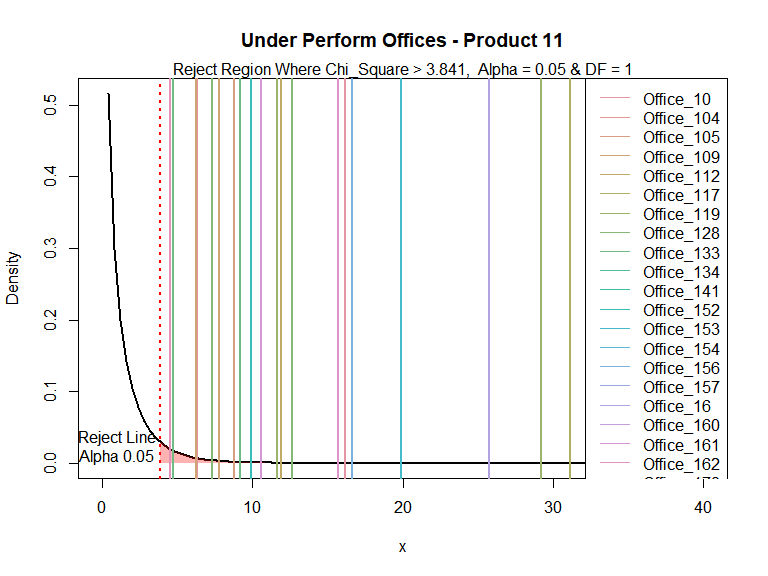 Under Perform Offices - Product 11
Reject Region Where Chi_Square > 3.841, Alpha = 0.05 & DF = 1
Density
0.5
0.4
0.3
0.2
0.1
0.0
Reject Line
Alpha 0.05
Office_10
Office_104
Office_105
Office_109
Office_112
Office_117
Office_119
Office_128
Office_133
Office_134
Office_141
Office_152
Office_153
Office_154
Office_156
Office_157
Office_16
Office_160
Office_161
Office_162
0
10
20
30
40
x